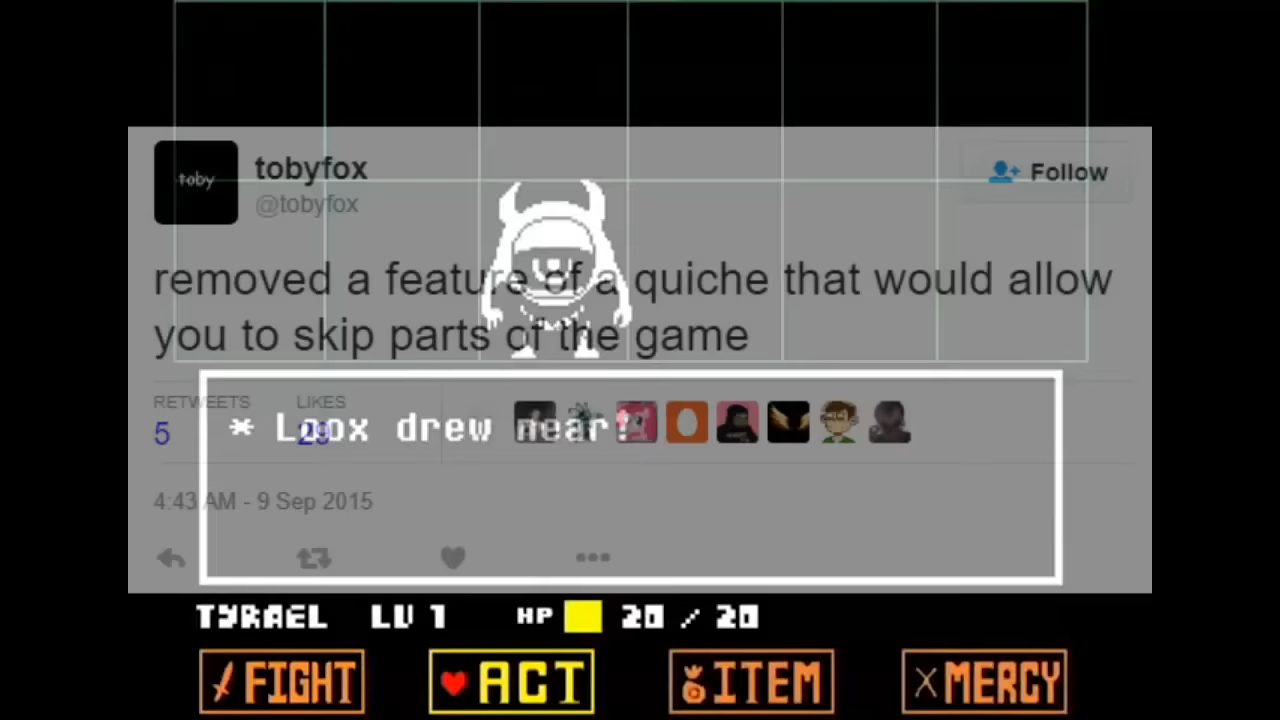 toby
tobyfox
@tobyfox
Follow
removed a feature of a quiche that would allow
you to skip parts of the game
RETWEETS
LIKES
5
29
* Loox drew near!
4:43 AM - 9 Sep 2015
TYRAEL LV 1 HP 20 / 20
FIGHT
ACT
ITEM
MERCY